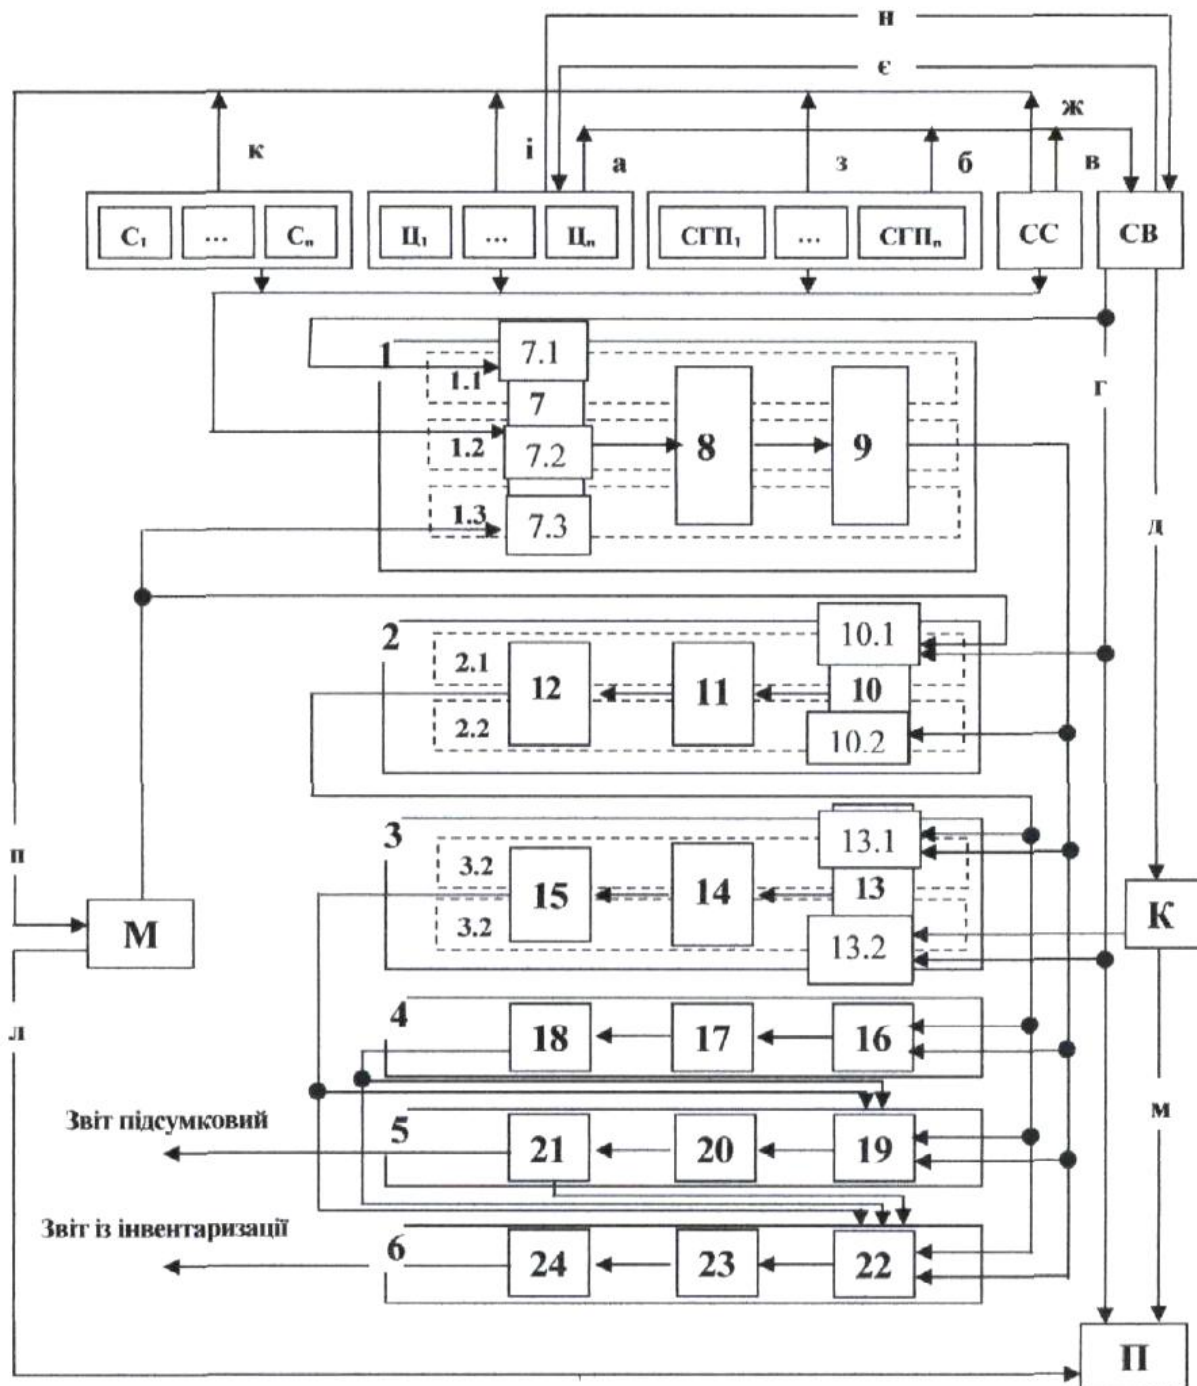 н
є
ж
к
і
а
з
б
в
С₁ ... Сₙ
Ц₁ ... Цₙ
СГП₁ ... СГПₙ
СС
СВ
1
7.1
1.1
7
г
1.2
7.2
8
9
1.3
7.3
д
2
10.1
2.1
12
11
10
2.2
10.2
3
13.1
п
3.2
15
14
13
М
К
3.2
13.2
4
18
17
16
л
Звіт підсумковий
5
21
20
19
м
Звіт із інвентаризації
6
24
23
22
П